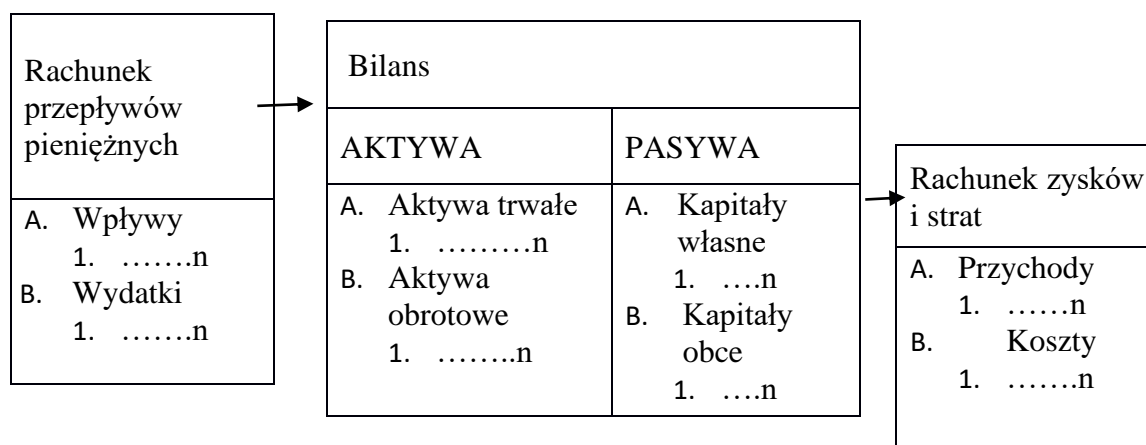 Rachunek
przepływów
pieniężnych
A. Wpływy
1. …….n
B. Wydatki
1. …….n
Bilans
AKTYWA
A. Aktywa trwałe
1. ………n
B. Aktywa
obrotowe
1. ……..n
PASYWA
A. Kapitały
własne
1. ….n
B. Kapitały
obce
1. ….n
Rachunek zysków
i strat
A. Przychody
1. ……n
B. Koszty
1. …….n